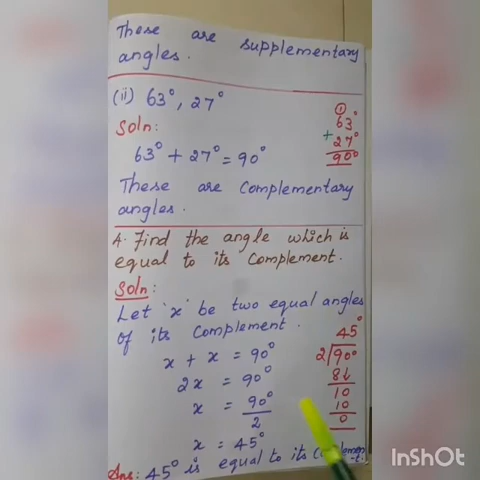 These are supplementary
angles.
(ii) 63°, 27°
Soln:
63° + 27° = 90°
1
63°
+ 27°
90°
These are complementary
angles.
4. Find the angle which is
equal to its complement.
Soln:
Let 'x' be two equal angles
of its complement.
x + x = 90°
2x = 90°
x = 90°
2
x = 45°
45°
2 90°
8↓
10
10
0
Ans: 45° is equal to its complement.
InShOt